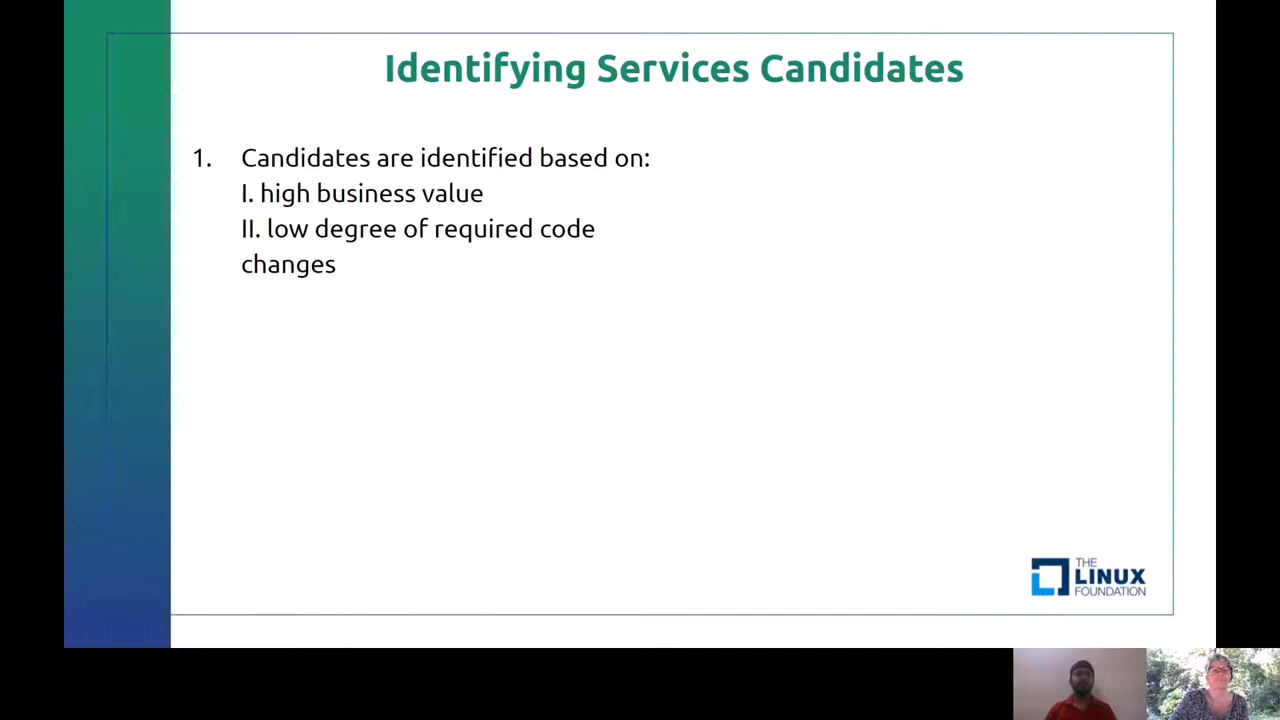 Identifying Services Candidates
1. Candidates are identified based on:
I. high business value
II. low degree of required code
changes
THE
LINUX
FOUNDATION